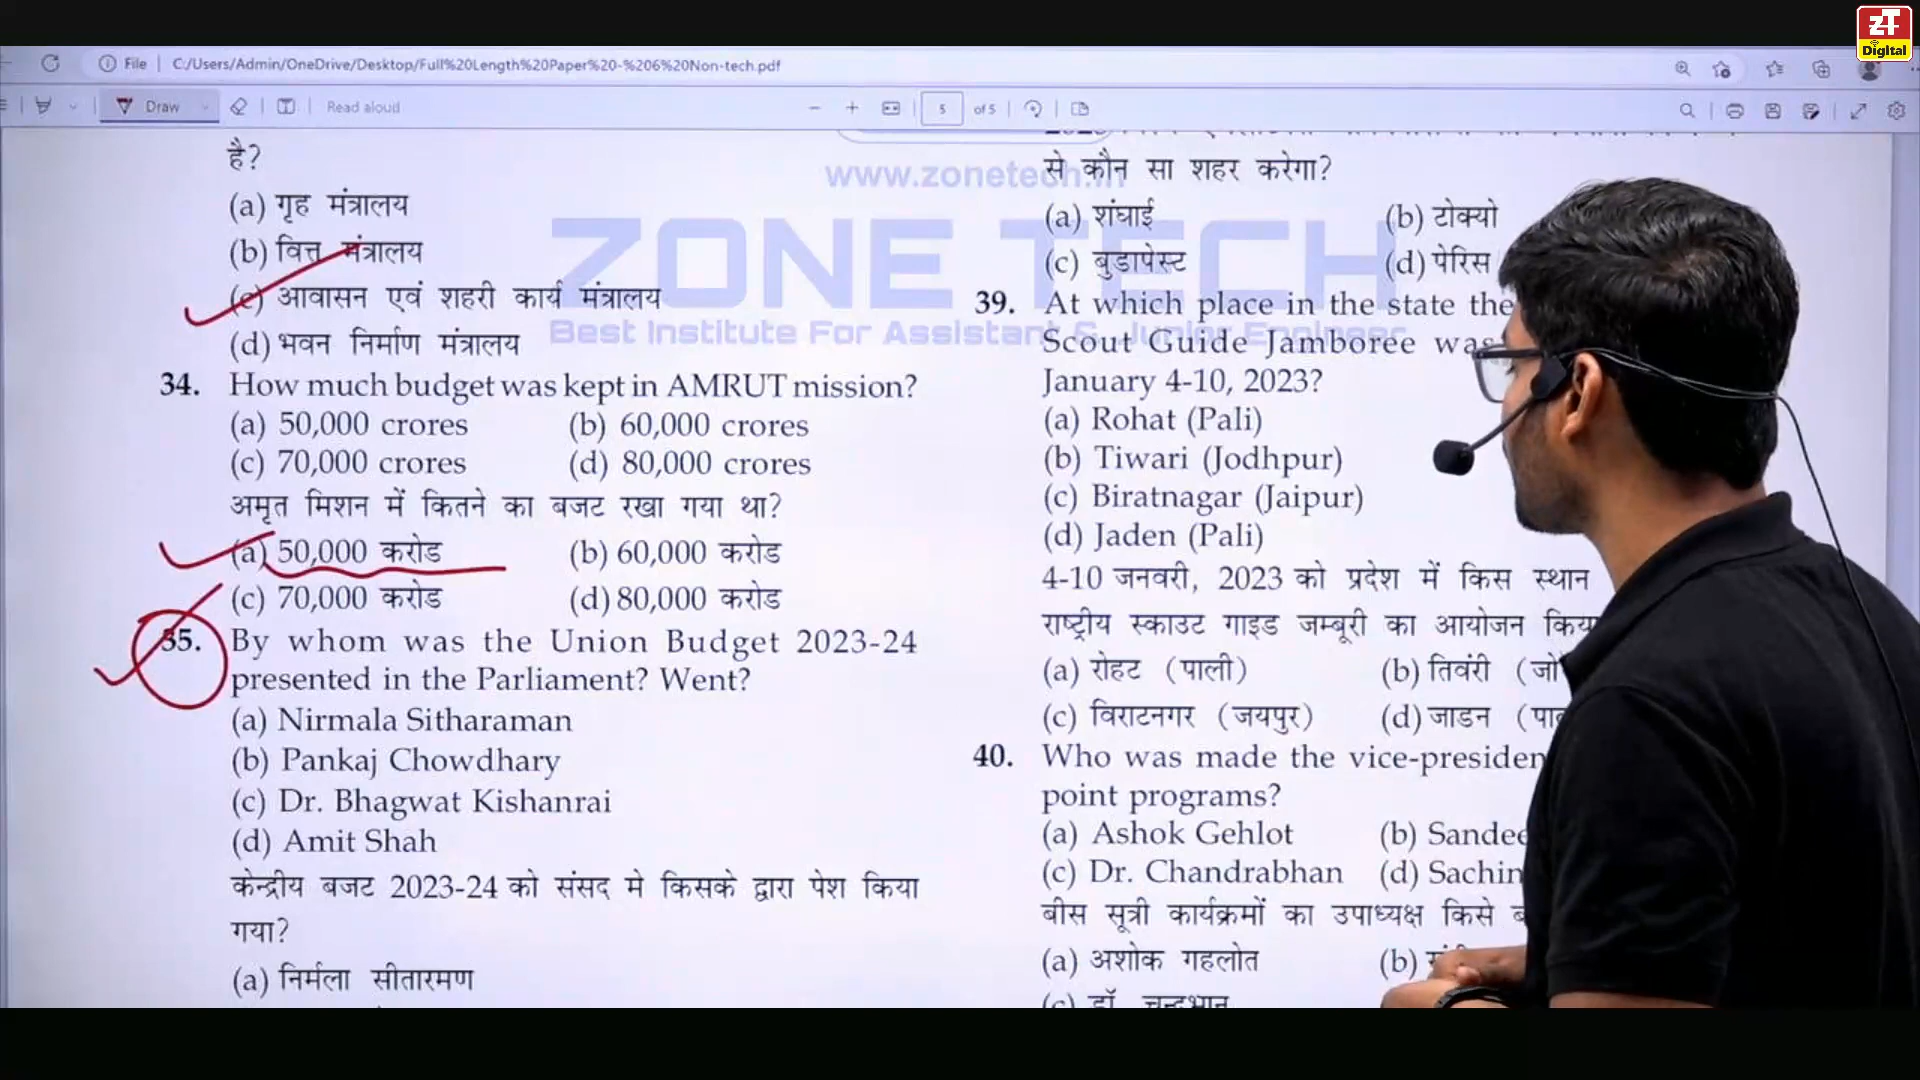 ZT
Digital
File
C:/Users/Admin/OneDrive/Desktop/Full%20Length%20Paper%20-%206%20Non-tech.pdf
Draw
Read aloud
5
of 5
www.zonetech.in
ZONE TECH
Best Institute For Assistant & Junior Engineer
है?
(a) गृह मंत्रालय
(b) वित्त मंत्रालय
(c) आवासन एवं शहरी कार्य मंत्रालय
(d) भवन निर्माण मंत्रालय
34. How much budget was kept in AMRUT mission?
(a) 50,000 crores (b) 60,000 crores
(c) 70,000 crores (d) 80,000 crores
अमृत मिशन में कितने का बजट रखा गया था?
(a) 50,000 करोड (b) 60,000 करोड
(c) 70,000 करोड (d) 80,000 करोड
35. By whom was the Union Budget 2023-24
presented in the Parliament? Went?
(a) Nirmala Sitharaman
(b) Pankaj Chowdhary
(c) Dr. Bhagwat Kishanrai
(d) Amit Shah
केन्द्रीय बजट 2023-24 को संसद मे किसके द्वारा पेश किया
गया?
(a) निर्मला सीतारमण
से कौन सा शहर करेगा?
(a) शंघाई (b) टोक्यो
(c) बुडापेस्ट (d) पेरिस
39. At which place in the state the
Scout Guide Jamboree was
January 4-10, 2023?
(a) Rohat (Pali)
(b) Tiwari (Jodhpur)
(c) Biratnagar (Jaipur)
(d) Jaden (Pali)
4-10 जनवरी, 2023 को प्रदेश में किस स्थान
राष्ट्रीय स्काउट गाइड जम्बूरी का आयोजन
(a) रोहट (पाली) (b) तिवंरी
(c) विराटनगर (जयपुर) (d) जाडन
40. Who was made the
point programs?
(a) Ashok Gehlot (b)
(c) Dr. Chandrabhan (d) Sachin
बीस सूत्री कार्यक्रमों का उपाध्यक्ष किसे
(a) अशोक गहलोत (b)
(c) डॉ. चन्द्रभान